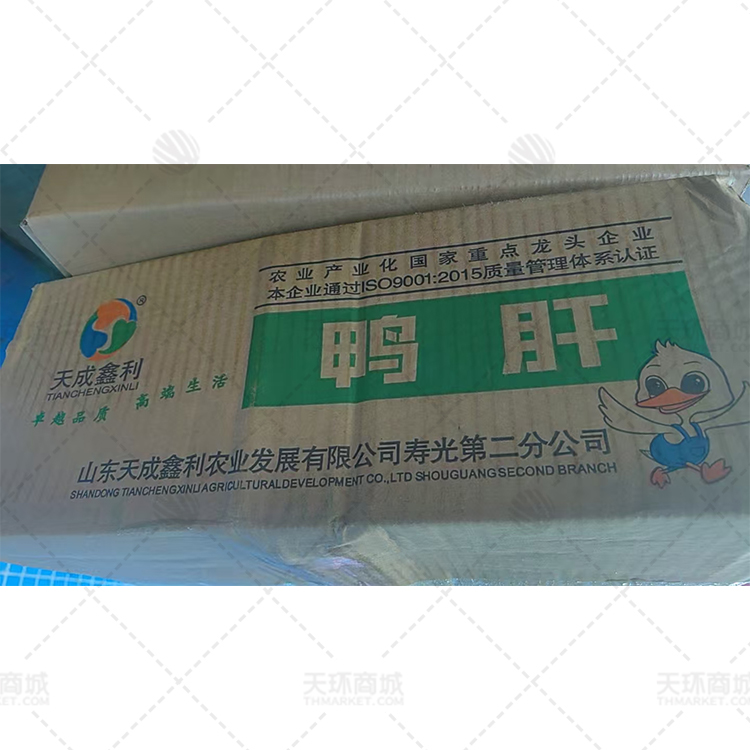 农业产业化国家重点龙头企业
本企业通过ISO9001:2015质量管理体系认证
鸭肝
®
天成鑫利
TIANCHENGXINLI
卓越品质 高端生活
山东天成鑫利农业发展有限公司寿光第二分公司
SHANDONG TIANCHENGXINLI AGRICULTURAL DEVELOPMENT CO.,LTD SHOUGUANG SECOND BRANCH
天环商城
THMARKET.COM
天环商城
THMARKET.COM
天环商城
THMARKET.COM